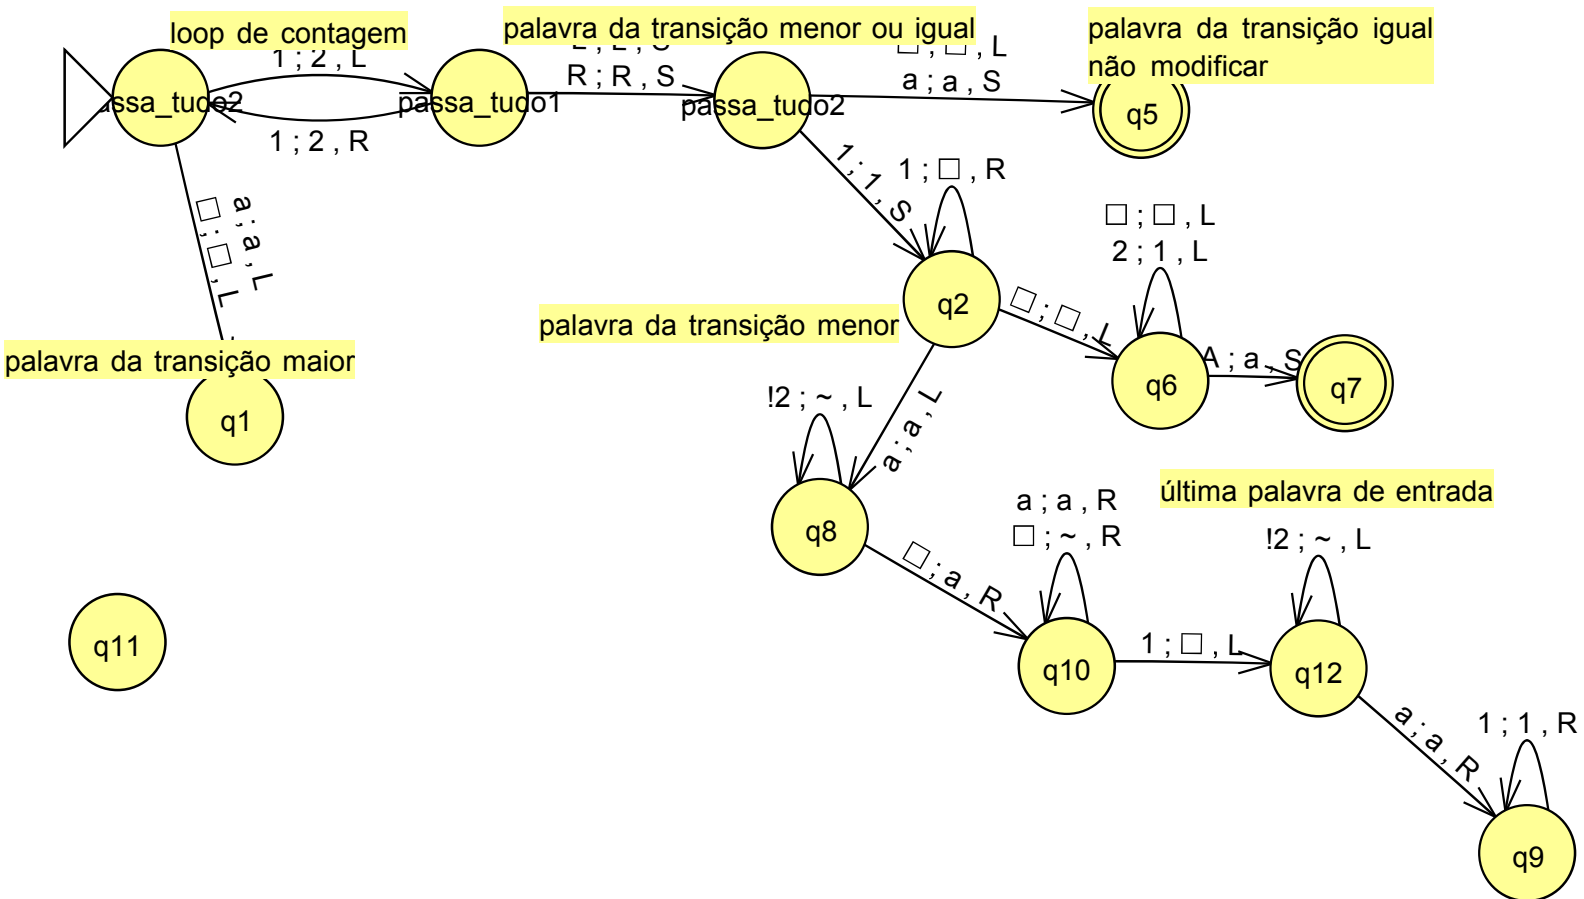 loop de contagem
palavra da transição menor ou igual
palavra da transição igual
não modificar
1 ; 2 , L
R ; R , S
□ ; □ , L
a ; a , S
passa_tudo1
passa_tudo2
q5
1 ; 2 , R
1 ; 1 , S
1 ; □ , R
a ; a , L
□ ; □ , L
□ ; □ , L
2 ; 1 , L
q2
□ ; □ , L
palavra da transição menor
palavra da transição maior
A ; a , S
q6
q7
q1
!2 ; ~ , L
a ; a , L
última palavra de entrada
q8
a ; a , R
□ ; ~ , R
!2 ; ~ , L
□ ; a , R
q11
q10
1 ; □ , L
q12
a ; a , R
1 ; 1 , R
q9